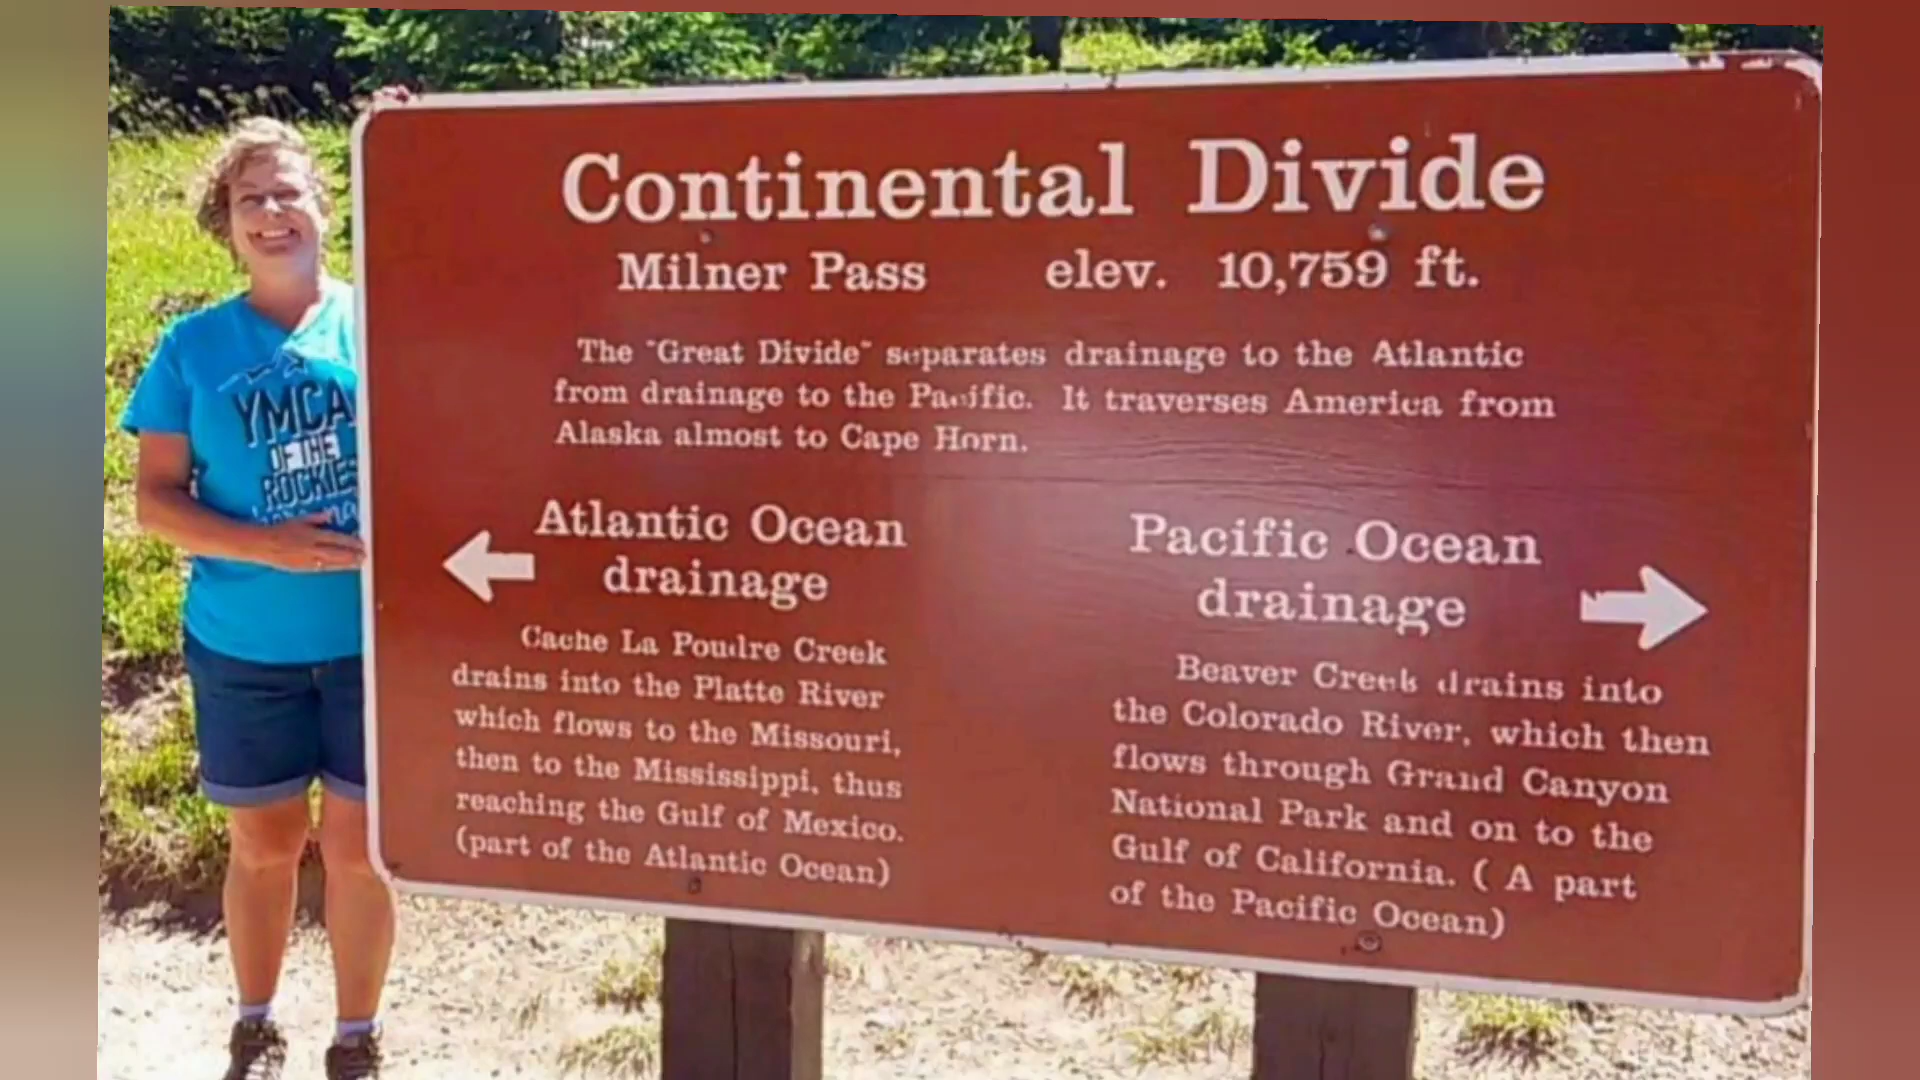 Continental Divide
Milner Pass elev. 10,759 ft.
The "Great Divide" separates drainage to the Atlantic
from drainage to the Pacific. It traverses America from
Alaska almost to Cape Horn.
Atlantic Ocean
drainage
Cache La Poudre Creek
drains into the Platte River
which flows to the Missouri,
then to the Mississippi, thus
reaching the Gulf of Mexico.
(part of the Atlantic Ocean)
Pacific Ocean
drainage
Beaver Creek drains into
the Colorado River, which then
flows through Grand Canyon
National Park and on to the
Gulf of California. ( A part
of the Pacific Ocean)
YMCA
OF THE
ROCKIE